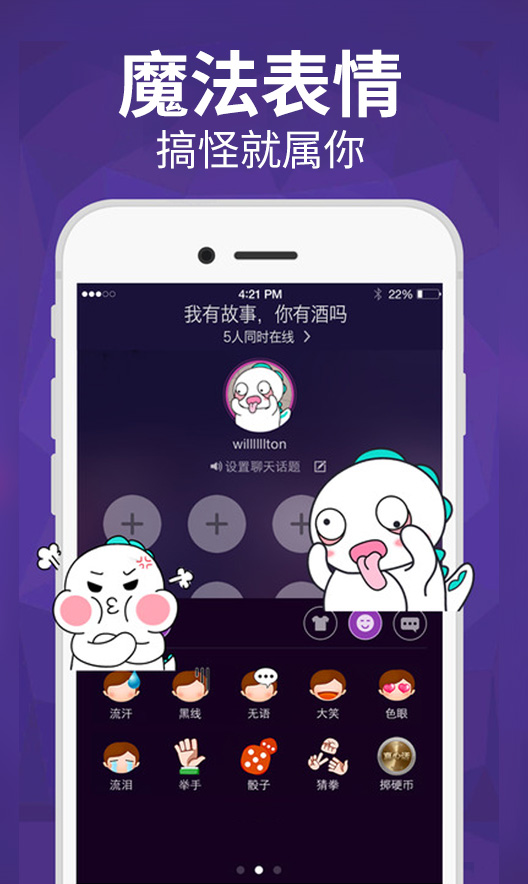 魔法表情
搞怪就属你
4:21 PM
22%
我有故事，你有酒吗
5人同时在线
willlllllton
设置聊天话题
流汗
黑线
无语
大笑
色眼
流泪
举手
骰子
猜拳
掷硬币